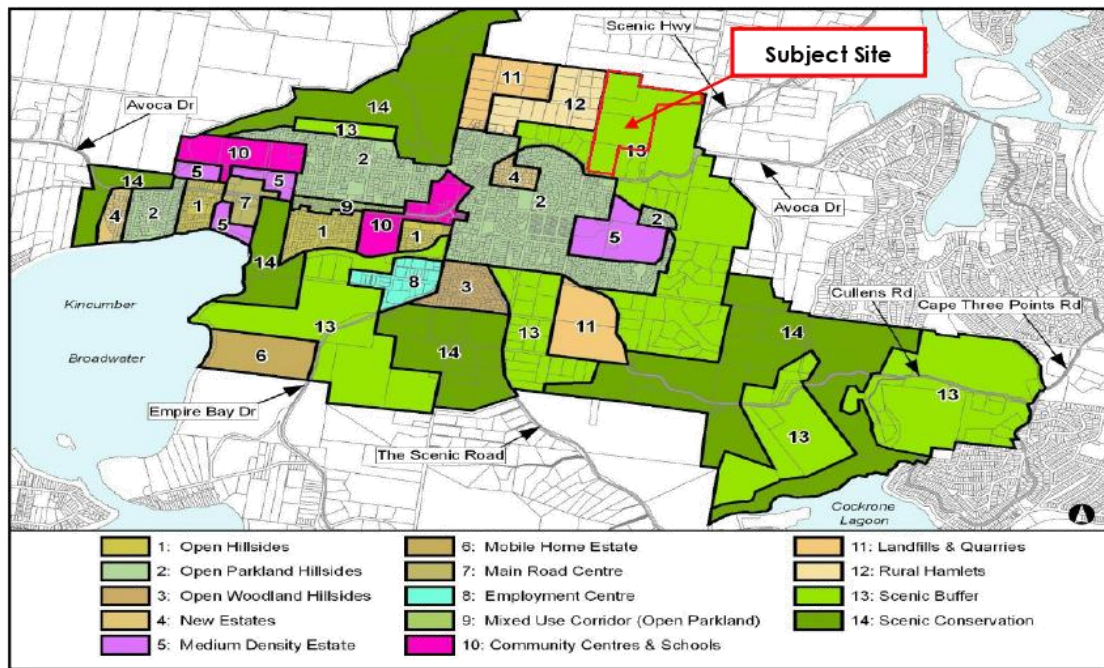 Scenic Hwy
Subject Site
Avoca Dr
11
12
14
13
2
10
13
5
5
14
4
2
1
7
5
9
10
1
1
4
2
2
5
Avoca Dr
14
8
3
Kincumber
Broadwater
13
6
14
13
11
14
Cullens Rd
Cape Three Points Rd
13
13
Empire Bay Dr
The Scenic Road
Cockrone
Lagoon
1: Open Hillsides
2: Open Parkland Hillsides
3: Open Woodland Hillsides
4: New Estates
5: Medium Density Estate
6: Mobile Home Estate
7: Main Road Centre
8: Employment Centre
9: Mixed Use Corridor (Open Parkland)
10: Community Centres & Schools
11: Landfills & Quarries
12: Rural Hamlets
13: Scenic Buffer
14: Scenic Conservation